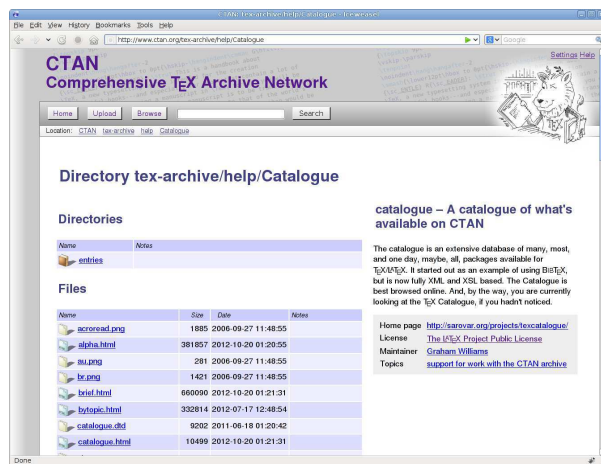 CTAN: tex-archive/help/Catalogue - Iceweasel
File Edit View History Bookmarks Tools Help
http://www.ctan.org/tex-archive/help/Catalogue
Google
Settings Help
CTAN
Comprehensive TEX Archive Network
Home Upload Browse Search
Location: CTAN tex-archive help Catalogue
Directory tex-archive/help/Catalogue
Directories
Name Notes
entries
Files
Name Size Date Notes
acroread.png 1885 2006-09-27 11:48:55
alpha.html 381857 2012-10-20 01:20:55
au.png 281 2006-09-27 11:48:55
br.png 1421 2006-09-27 11:48:55
brief.html 660090 2012-10-20 01:21:31
bytopic.html 332814 2012-07-17 12:48:54
catalogue.dtd 9202 2011-06-18 01:20:42
catalogue.html 10499 2012-10-20 01:21:31
catalogue – A catalogue of what's
available on CTAN
The catalogue is an extensive database of many, most,
and one day, maybe, all, packages available for
TEX/LATEX. It started out as an example of using BIBTEX,
but is now fully XML and XSL based. The Catalogue is
best browsed online. And, by the way, you are currently
looking at the TEX Catalogue, if you hadn't noticed.
Home page http://sarovar.org/projects/texcatalogue/
License The LATEX Project Public License
Maintainer Graham Williams
Topics support for work with the CTAN archive
Done